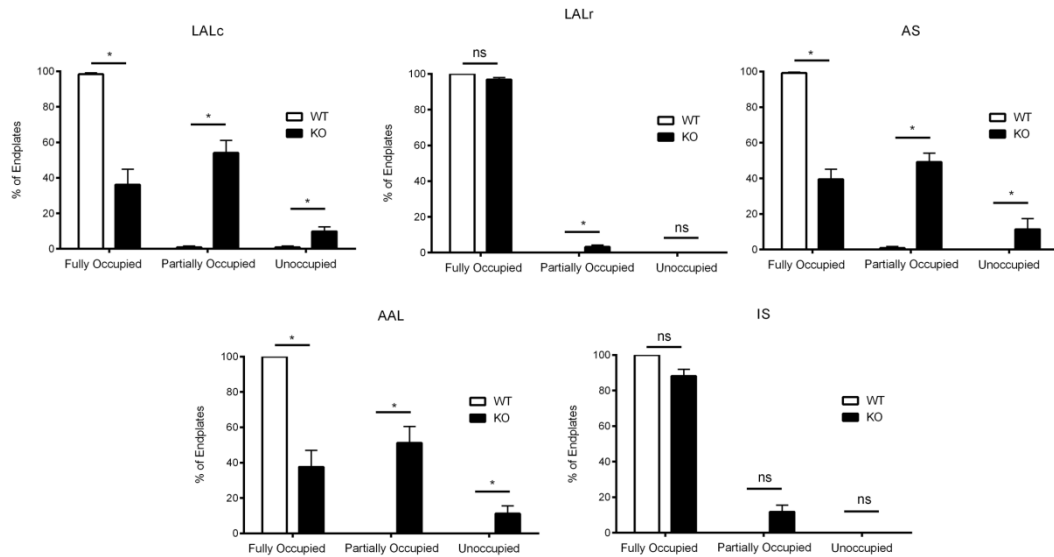 LALc
% of Endplates
100
80
60
40
20
0
*
*
*
WT
KO
Fully Occupied
Partially Occupied
Unoccupied
LALr
% of Endplates
100
80
60
40
20
0
ns
*
ns
WT
KO
Fully Occupied
Partially Occupied
Unoccupied
AS
% of Endplates
100
80
60
40
20
0
*
*
*
WT
KO
Fully Occupied
Partially Occupied
Unoccupied
AAL
% of Endplates
100
80
60
40
20
0
*
*
*
WT
KO
Fully Occupied
Partially Occupied
Unoccupied
IS
% of Endplates
100
80
60
40
20
0
ns
ns
ns
WT
KO
Fully Occupied
Partially Occupied
Unoccupied